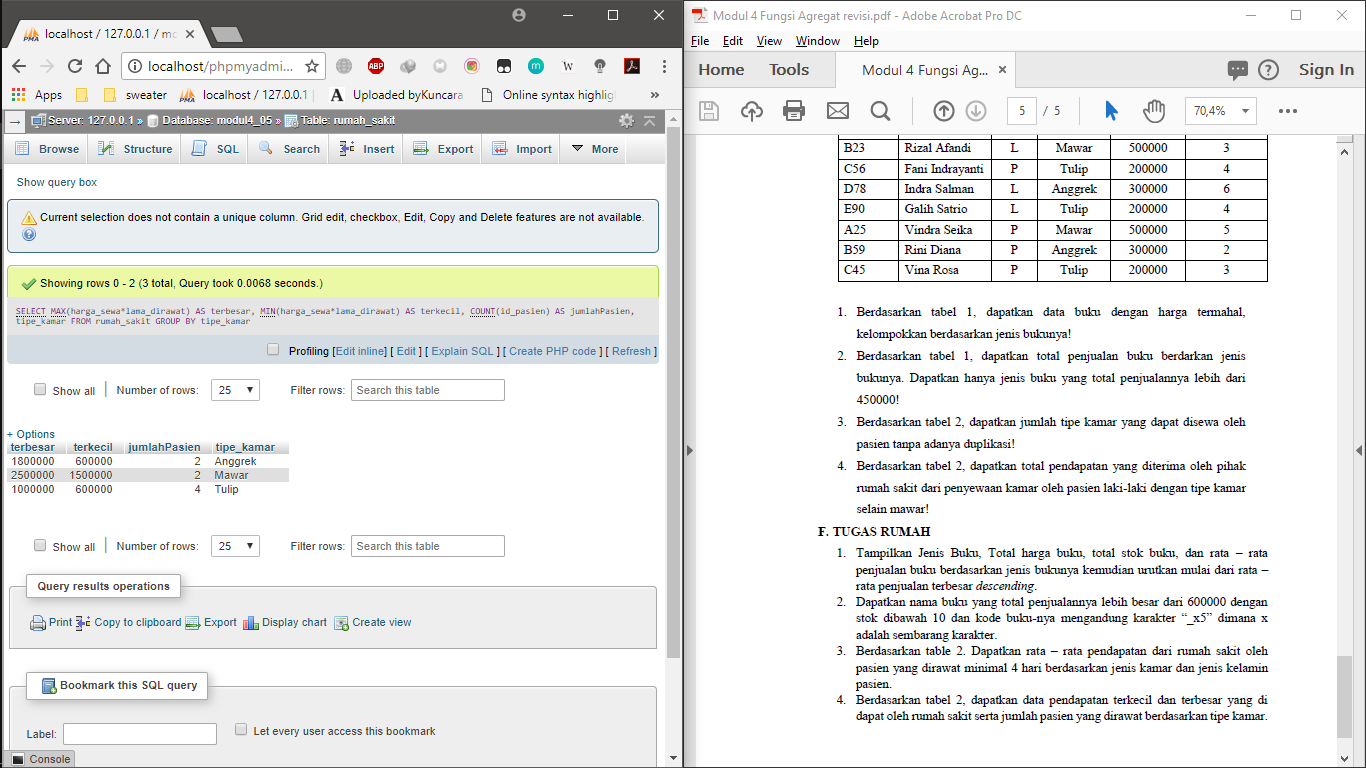 localhost / 127.0.0.1 / mo
localhost/phpmyadmi...
Apps sweater localhost / 127.0.0.1 Uploaded byKuncara Online syntax highlig »
Server: 127.0.0.1 » Database: modul4_05 » Table: rumah_sakit
Browse Structure SQL Search Insert Export Import More
Show query box
Current selection does not contain a unique column. Grid edit, checkbox, Edit, Copy and Delete features are not available.
Showing rows 0 - 2 (3 total, Query took 0.0068 seconds.)
SELECT MAX(harga_sewa*lama_dirawat) AS terbesar, MIN(harga_sewa*lama_dirawat) AS terkecil, COUNT(id_pasien) AS jumlahPasien,
tipe_kamar FROM rumah_sakit GROUP BY tipe_kamar
Profiling [Edit inline] [ Edit ] [ Explain SQL ] [ Create PHP code ] [ Refresh ]
Show all Number of rows: 25 Filter rows: Search this table
+ Options
terbesar terkecil jumlahPasien tipe_kamar
1800000 600000 2 Anggrek
2500000 1500000 2 Mawar
1000000 600000 4 Tulip
Show all Number of rows: 25 Filter rows: Search this table
Query results operations
Print Copy to clipboard Export Display chart Create view
Bookmark this SQL query
Label: Let every user access this bookmark
Console
Modul 4 Fungsi Agregat revisi.pdf - Adobe Acrobat Pro DC
File Edit View Window Help
Home Tools Modul 4 Fungsi Ag... × Sign In
5 / 5 70,4%
B23 Rizal Afandi L Mawar 500000 3
C56 Fani Indrayanti P Tulip 200000 4
D78 Indra Salman L Anggrek 300000 6
E90 Galih Satrio L Tulip 200000 4
A25 Vindra Seika P Mawar 500000 5
B59 Rini Diana P Anggrek 300000 2
C45 Vina Rosa P Tulip 200000 3
1. Berdasarkan tabel 1, dapatkan data buku dengan harga termahal,
kelompokkan berdasarkan jenis bukunya!
2. Berdasarkan tabel 1, dapatkan total penjualan buku berdarkan jenis
bukunya. Dapatkan hanya jenis buku yang total penjualannya lebih dari
450000!
3. Berdasarkan tabel 2, dapatkan jumlah tipe kamar yang dapat disewa oleh
pasien tanpa adanya duplikasi!
4. Berdasarkan tabel 2, dapatkan total pendapatan yang diterima oleh pihak
rumah sakit dari penyewaan kamar oleh pasien laki-laki dengan tipe kamar
selain mawar!
F. TUGAS RUMAH
1. Tampilkan Jenis Buku, Total harga buku, total stok buku, dan rata – rata
penjualan buku berdasarkan jenis bukunya kemudian urutkan mulai dari rata –
rata penjualan terbesar descending.
2. Dapatkan nama buku yang total penjualannya lebih besar dari 600000 dengan
stok dibawah 10 dan kode buku-nya mengandung karakter “_x5” dimana x
adalah sembarang karakter.
3. Berdasarkan table 2. Dapatkan rata – rata pendapatan dari rumah sakit oleh
pasien yang dirawat minimal 4 hari berdasarkan jenis kamar dan jenis kelamin
pasien.
4. Berdasarkan tabel 2, dapatkan data pendapatan terkecil dan terbesar yang di
dapat oleh rumah sakit serta jumlah pasien yang dirawat berdasarkan tipe kamar.